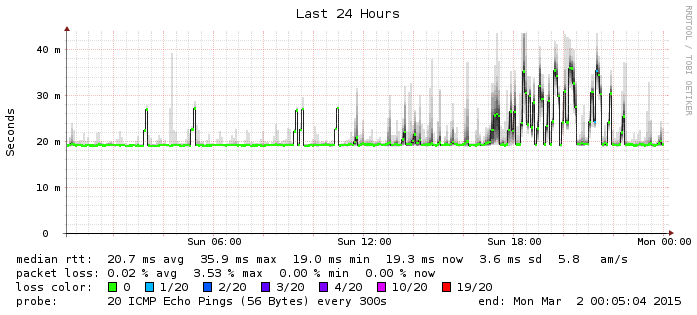 Last 24 Hours
RRDTOOL / TOBI OETIKER
Seconds
40 m
30 m
20 m
10 m
0
Sun 06:00 Sun 12:00 Sun 18:00 Mon 00:00
median rtt: 20.7 ms avg 35.9 ms max 19.0 ms min 19.3 ms now 3.6 ms sd 5.8 am/s
packet loss: 0.02 % avg 3.53 % max 0.00 % min 0.00 % now
loss color: 0 1/20 2/20 3/20 4/20 10/20 19/20
probe: 20 ICMP Echo Pings (56 Bytes) every 300s end: Mon Mar 2 00:05:04 2015